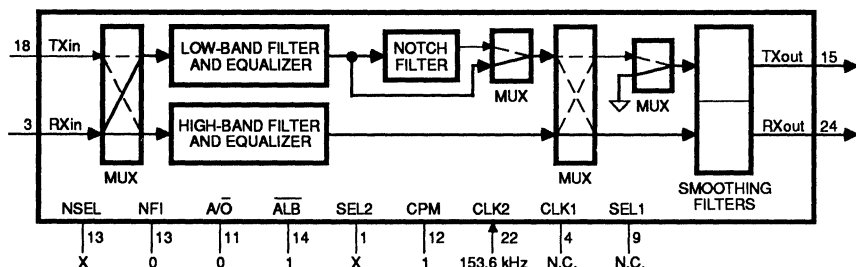 18 TXin
LOW-BAND FILTER
AND EQUALIZER
NOTCH
FILTER
MUX
MUX
TXout 15
3 RXin
MUX
HIGH-BAND FILTER
AND EQUALIZER
MUX
RXout 24
SMOOTHING
FILTERS
NSEL NFI A/O̅ A̅L̅B̅ SEL2 CPM CLK2 CLK1 SEL1
13 13 11 14 1 12 22 4 9
X 0 0 1 X 1 153.6 kHz N.C. N.C.